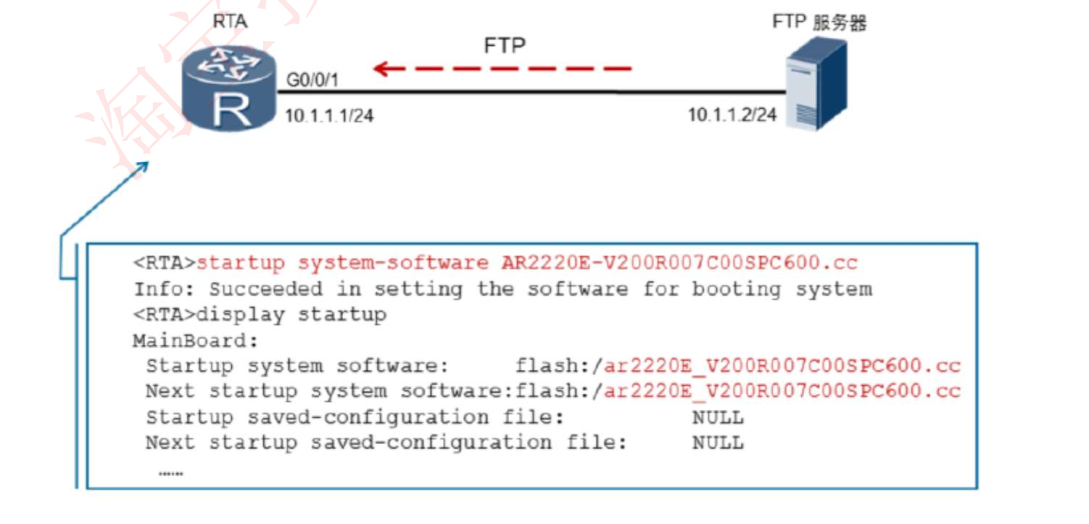 RTA
FTP 服务器
FTP
G0/0/1
R
10.1.1.1/24
10.1.1.2/24
<RTA>startup system-software AR2220E-V200R007C00SPC600.cc
Info: Succeeded in setting the software for booting system
<RTA>display startup
MainBoard:
Startup system software: flash:/ar2220E_V200R007C00SPC600.cc
Next startup system software:flash:/ar2220E_V200R007C00SPC600.cc
Startup saved-configuration file: NULL
Next startup saved-configuration file: NULL
……